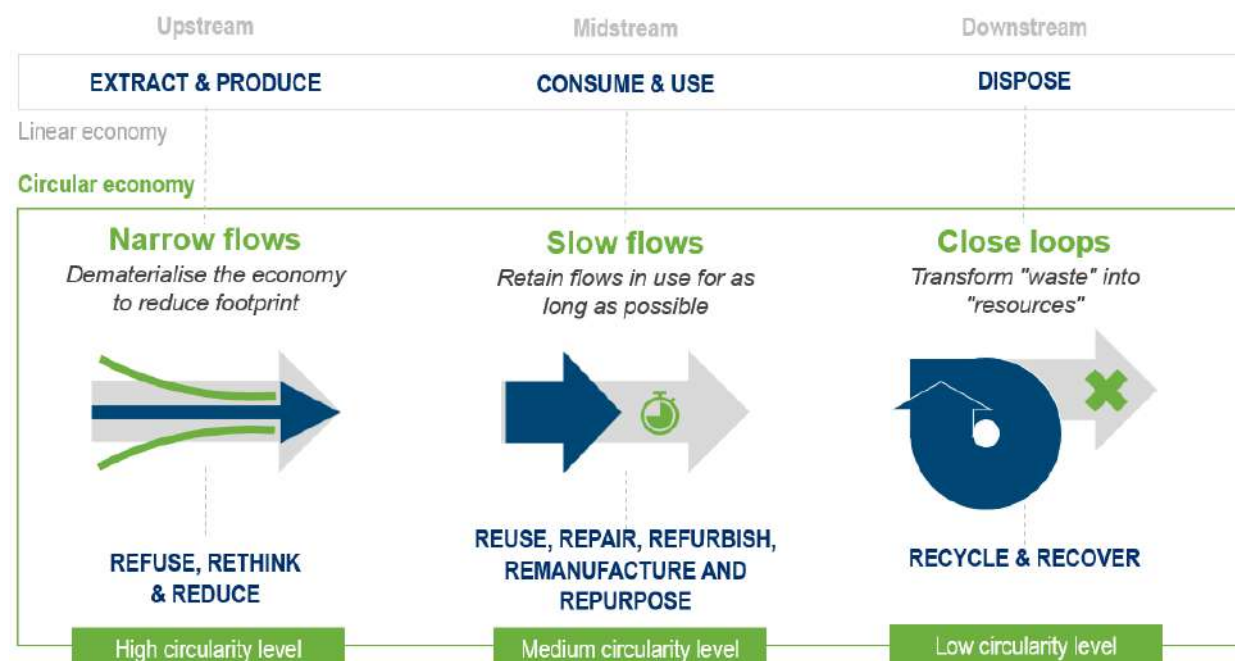 Upstream
Midstream
Downstream
EXTRACT & PRODUCE
CONSUME & USE
DISPOSE
Linear economy
Circular economy
Narrow flows
Dematerialise the economy
to reduce footprint
Slow flows
Retain flows in use for as
long as possible
Close loops
Transform "waste" into
"resources"
REFUSE, RETHINK
& REDUCE
REUSE, REPAIR, REFURBISH,
REMANUFACTURE AND
REPURPOSE
RECYCLE & RECOVER
High circularity level
Medium circularity level
Low circularity level